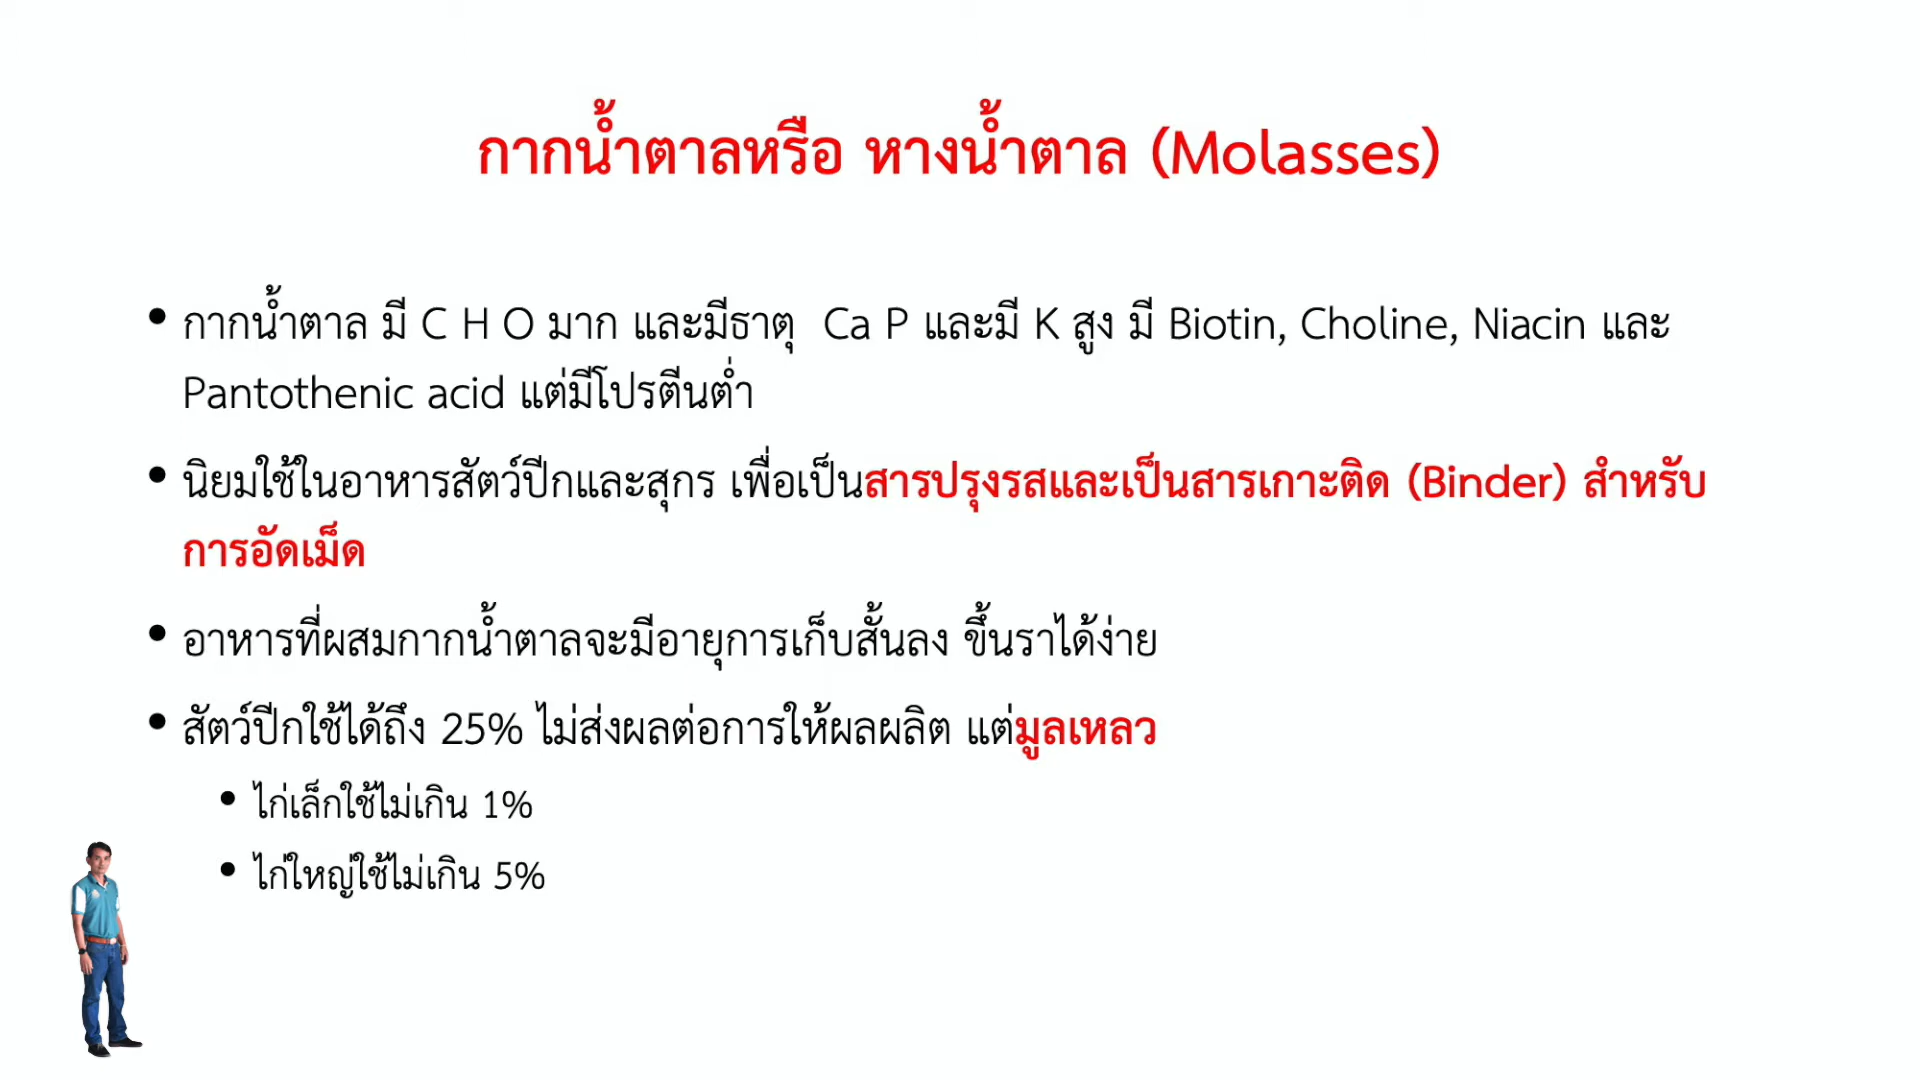 กากน้ำตาลหรือ หางน้ำตาล (Molasses)
• กากน้ำตาล มี C H O มาก และมีธาตุ  Ca P และมี K สูง มี Biotin, Choline, Niacin และ
Pantothenic acid แต่มีโปรตีนต่ำ
• นิยมใช้ในอาหารสัตว์ปีกและสุกร เพื่อเป็นสารปรุงรสและเป็นสารเกาะติด (Binder) สำหรับ
การอัดเม็ด
• อาหารที่ผสมกากน้ำตาลจะมีอายุการเก็บสั้นลง ขึ้นราได้ง่าย
• สัตว์ปีกใช้ได้ถึง 25% ไม่ส่งผลต่อการให้ผลผลิต แต่มูลเหลว
• ไก่เล็กใช้ไม่เกิน 1%
• ไก่ใหญ่ใช้ไม่เกิน 5%